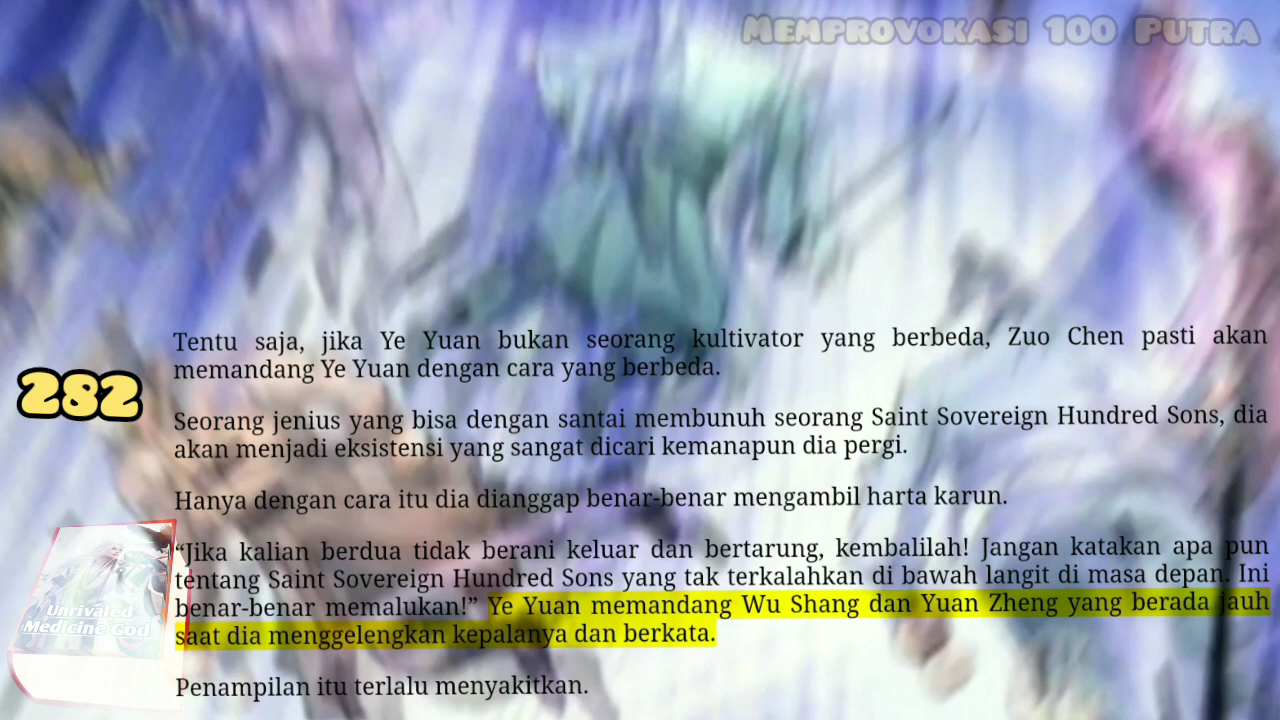 Memprovokasi 100 Putra
Tentu saja, jika Ye Yuan bukan seorang kultivator yang berbeda, Zuo Chen pasti akan
memandang Ye Yuan dengan cara yang berbeda.
282
Seorang jenius yang bisa dengan santai membunuh seorang Saint Sovereign Hundred Sons, dia
akan menjadi eksistensi yang sangat dicari kemanapun dia pergi.
Hanya dengan cara itu dia dianggap benar-benar mengambil harta karun.
“Jika kalian berdua tidak berani keluar dan bertarung, kembalilah! Jangan katakan apa pun
tentang Saint Sovereign Hundred Sons yang tak terkalahkan di bawah langit di masa depan. Ini
benar-benar memalukan!” Ye Yuan memandang Wu Shang dan Yuan Zheng yang berada jauh
saat dia menggelengkan kepalanya dan berkata.
Penampilan itu terlalu menyakitkan.
Unrivaled
Medicine God